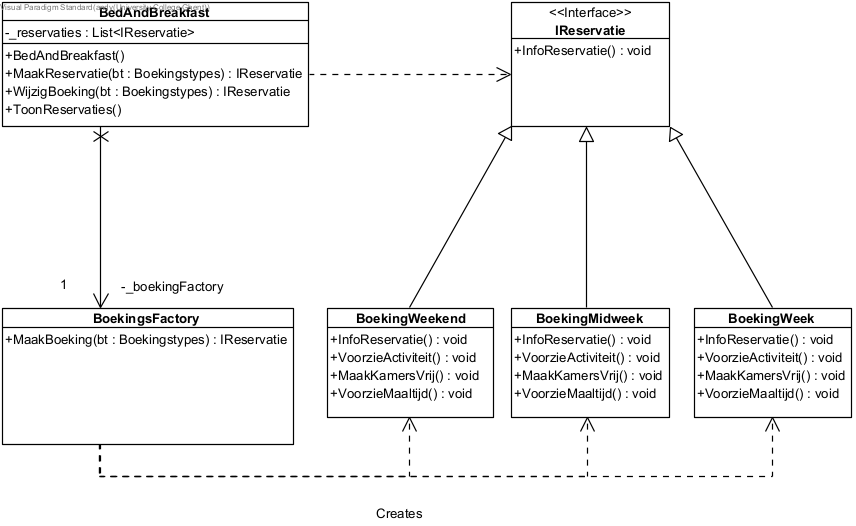 Visual Paradigm Standard(andy(University College Ghent))
BedAndBreakfast
-_reservaties : List<IReservatie>
+BedAndBreakfast()
+MaakReservatie(bt : Boekingstypes) : IReservatie
+WijzigBoeking(bt : Boekingstypes) : IReservatie
+ToonReservaties()
<<Interface>>
IReservatie
+InfoReservatie() : void
1
-_boekingFactory
BoekingsFactory
+MaakBoeking(bt : Boekingstypes) : IReservatie
BoekingWeekend
+InfoReservatie() : void
+VoorzieActiviteit() : void
+MaakKamersVrij() : void
+VoorzieMaaltijd() : void
BoekingMidweek
+InfoReservatie() : void
+VoorzieActiviteit() : void
+MaakKamersVrij() : void
+VoorzieMaaltijd() : void
BoekingWeek
+InfoReservatie() : void
+VoorzieActiviteit() : void
+MaakKamersVrij() : void
+VoorzieMaaltijd() : void
Creates